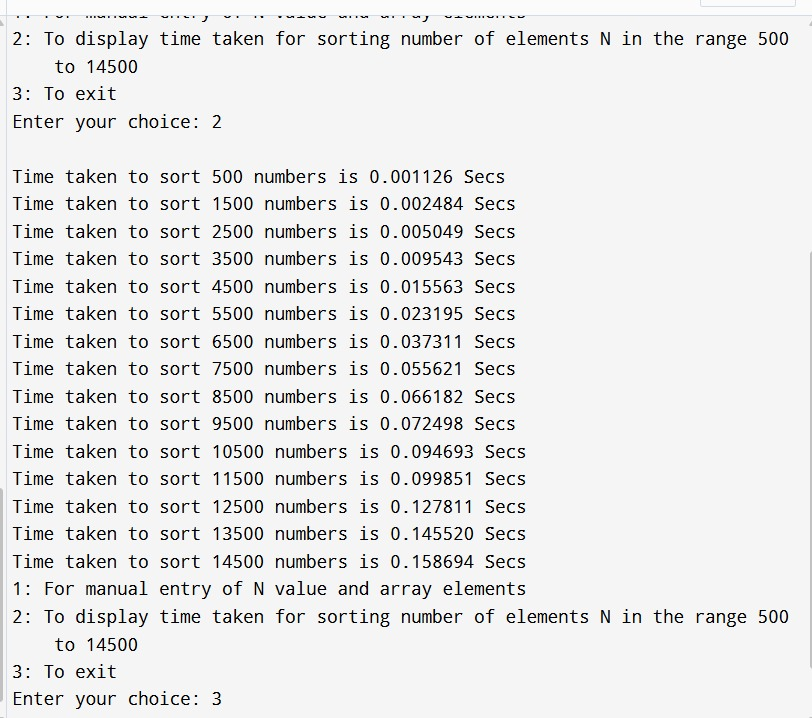 1: For manual entry of N value and array elements
2: To display time taken for sorting number of elements N in the range 500
to 14500
3: To exit
Enter your choice: 2
Time taken to sort 500 numbers is 0.001126 Secs
Time taken to sort 1500 numbers is 0.002484 Secs
Time taken to sort 2500 numbers is 0.005049 Secs
Time taken to sort 3500 numbers is 0.009543 Secs
Time taken to sort 4500 numbers is 0.015563 Secs
Time taken to sort 5500 numbers is 0.023195 Secs
Time taken to sort 6500 numbers is 0.037311 Secs
Time taken to sort 7500 numbers is 0.055621 Secs
Time taken to sort 8500 numbers is 0.066182 Secs
Time taken to sort 9500 numbers is 0.072498 Secs
Time taken to sort 10500 numbers is 0.094693 Secs
Time taken to sort 11500 numbers is 0.099851 Secs
Time taken to sort 12500 numbers is 0.127811 Secs
Time taken to sort 13500 numbers is 0.145520 Secs
Time taken to sort 14500 numbers is 0.158694 Secs
1: For manual entry of N value and array elements
2: To display time taken for sorting number of elements N in the range 500
to 14500
3: To exit
Enter your choice: 3